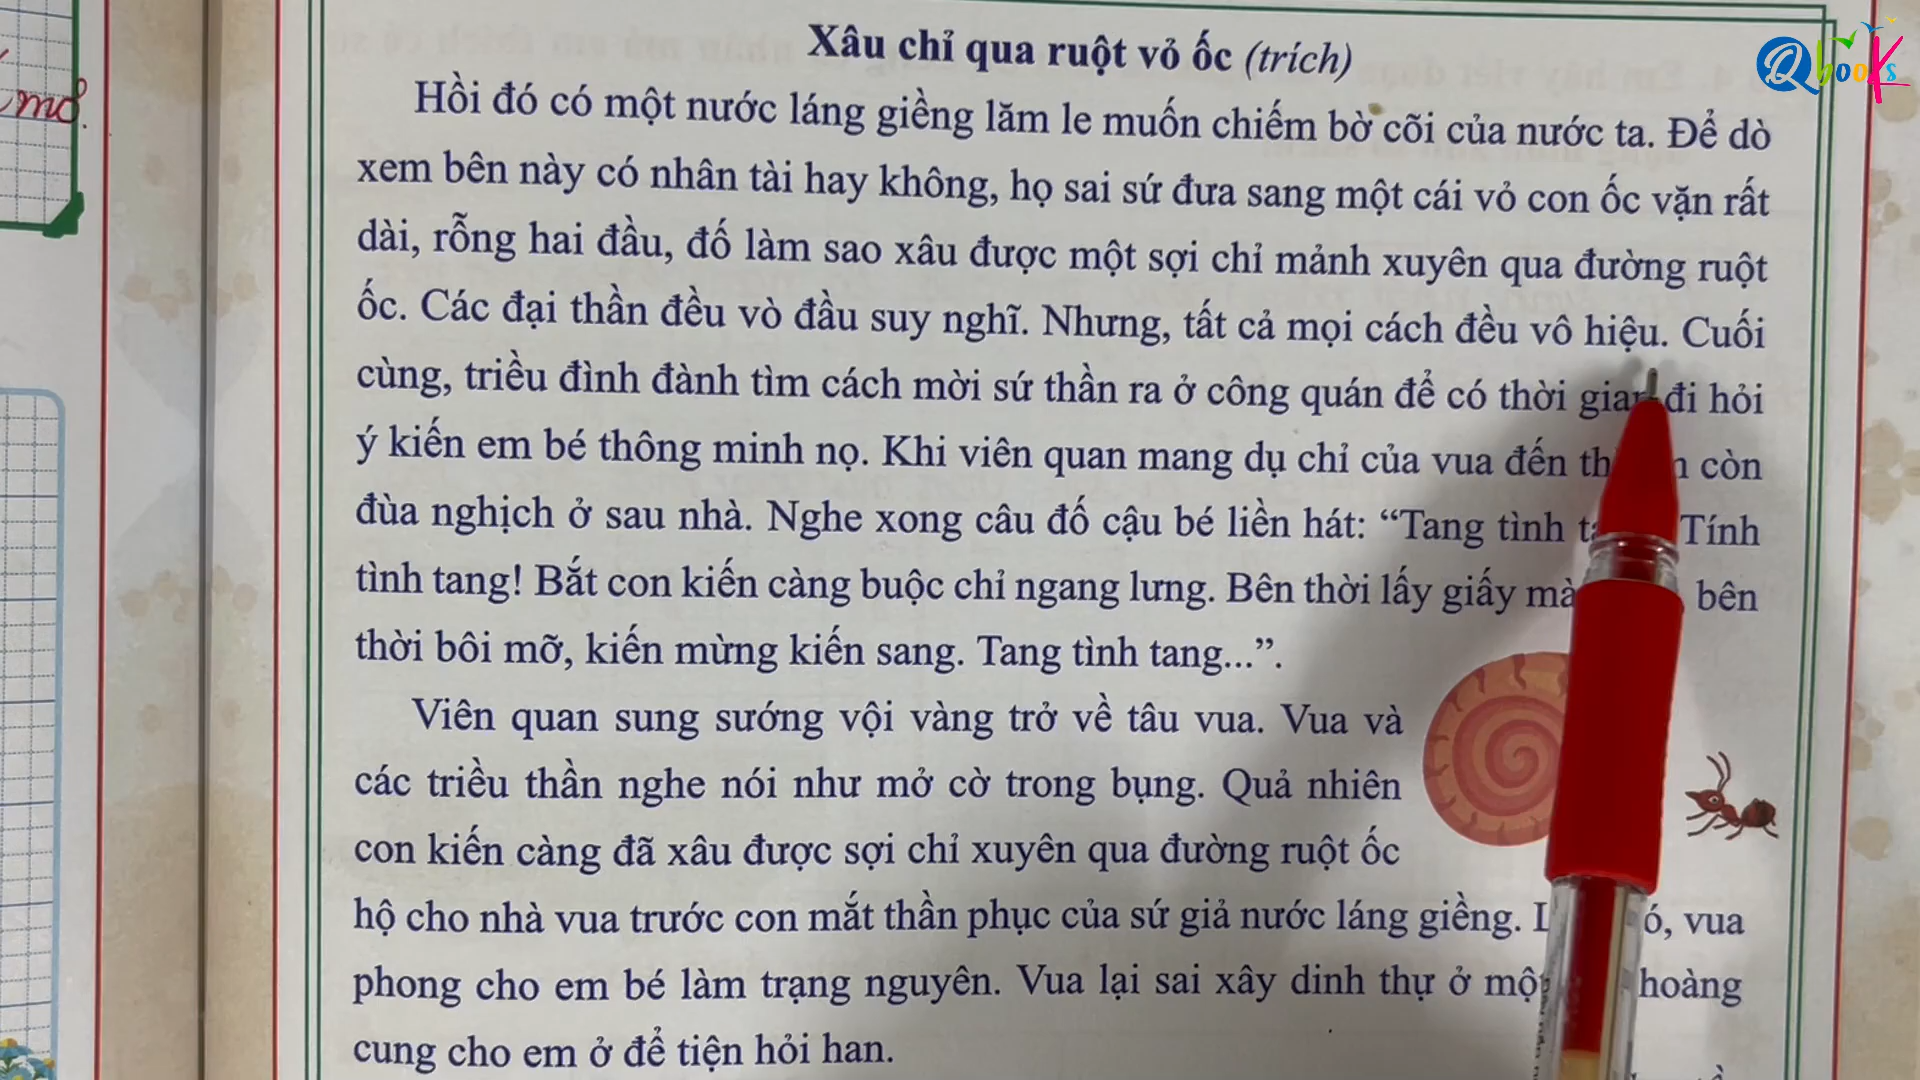 Qbooks
mơ.
Xâu chỉ qua ruột vỏ ốc (trích)
Hồi đó có một nước láng giềng lăm le muốn chiếm bờ cõi của nước ta. Để dò
xem bên này có nhân tài hay không, họ sai sứ đưa sang một cái vỏ con ốc vặn rất
dài, rỗng hai đầu, đố làm sao xâu được một sợi chỉ mảnh xuyên qua đường ruột
ốc. Các đại thần đều vò đầu suy nghĩ. Nhưng, tất cả mọi cách đều vô hiệu. Cuối
cùng, triều đình đành tìm cách mời sứ thần ra ở công quán để có thời gian đi hỏi
ý kiến em bé thông minh nọ. Khi viên quan mang dụ chỉ của vua đến còn
đùa nghịch ở sau nhà. Nghe xong câu đố cậu bé liền hát: “Tang tình Tính
tình tang! Bắt con kiến càng buộc chỉ ngang lưng. Bên thời lấy giấy mà bên
thời bôi mỡ, kiến mừng kiến sang. Tang tình tang...”.
Viên quan sung sướng vội vàng trở về tâu vua. Vua và
các triều thần nghe nói như mở cờ trong bụng. Quả nhiên
con kiến càng đã xâu được sợi chỉ xuyên qua đường ruột ốc
hộ cho nhà vua trước con mắt thần phục của sứ giả nước láng giềng. vua
phong cho em bé làm trạng nguyên. Vua lại sai xây dinh thự ở một hoàng
cung cho em ở để tiện hỏi han.